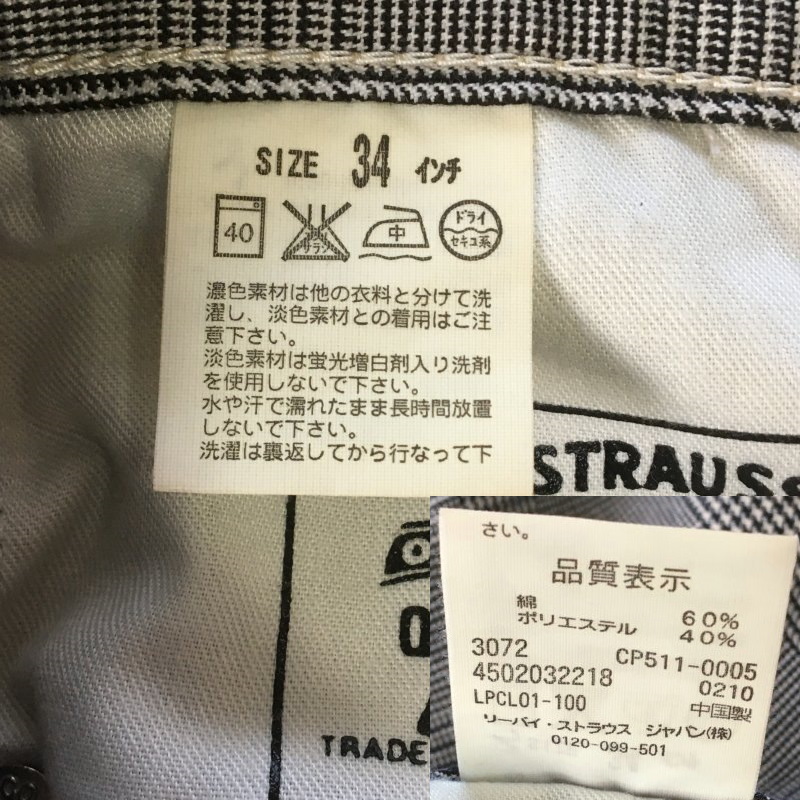 SIZE 34 インチ
40
サラシ
中
ドライ
セキユ系
濃色素材は他の衣料と分けて洗
濯し、淡色素材との着用はご注
意下さい。
淡色素材は蛍光増白剤入り洗剤
を使用しないで下さい。
水や汗で濡れたまま長時間放置
しないで下さい。
洗濯は裏返してから行なって下
STRAUSS
TRADE
さい。
品質表示
綿 60%
ポリエステル 40%
3072 CP511-0005
4502032218 0210
LPCL01-100 中国製
リーバイ・ストラウス ジャパン(株)
0120-099-501